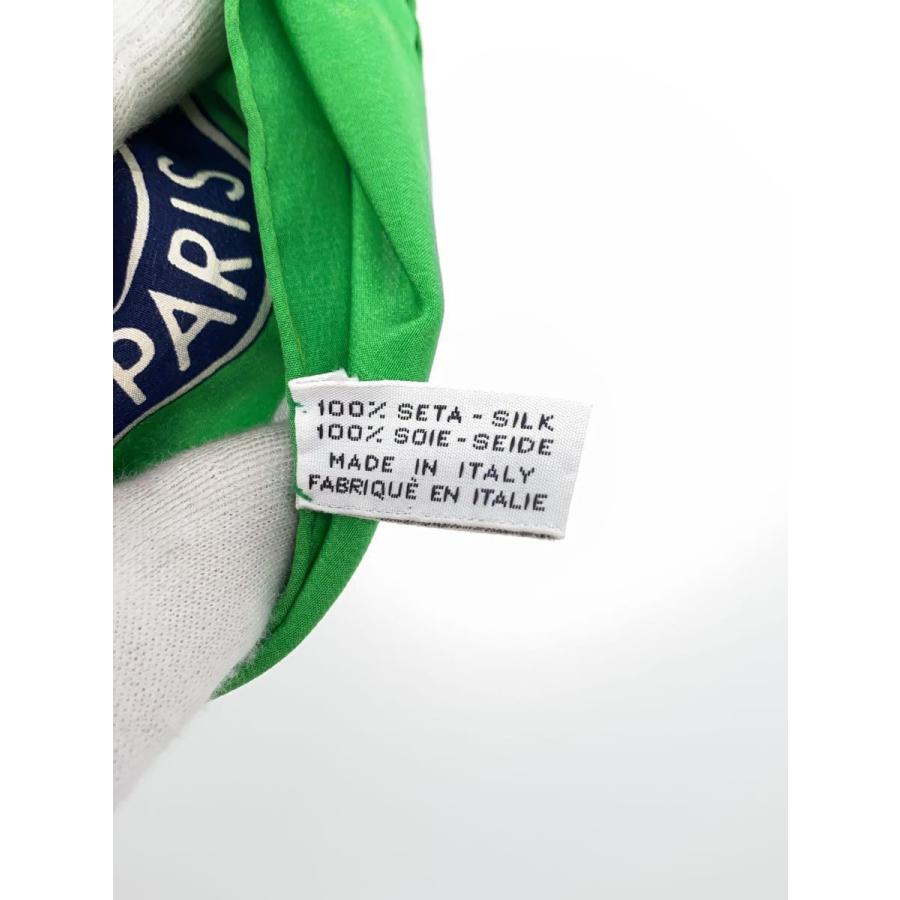 PARIS
100% SETA - SILK
100% SOIE-SEIDE
MADE IN ITALY
FABRIQUÈ EN ITALIE